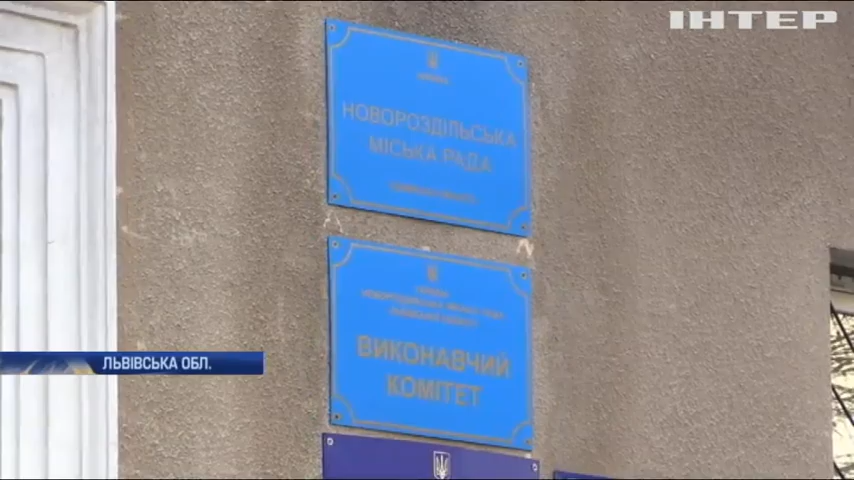 ІНТЕР
НОВОРОЗДІЛЬСЬКА
МІСЬКА РАДА
ВИКОНАВЧИЙ
КОМІТЕТ
ЛЬВІВСЬКА ОБЛ.